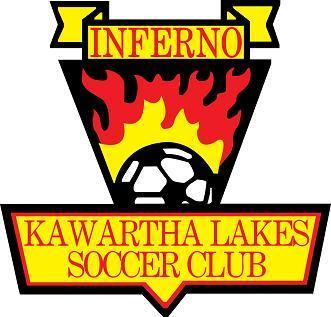 INFERNO
KAWARTHA LAKES
SOCCER CLUB